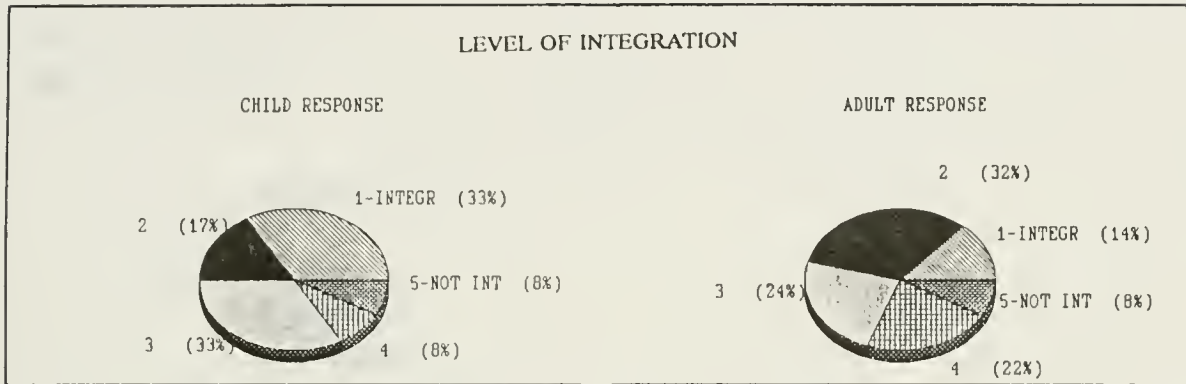 LEVEL OF INTEGRATION
CHILD RESPONSE
1-INTEGR (33%)
2 (17%)
5-NOT INT (8%)
3 (33%)
4 (8%)
ADULT RESPONSE
2 (32%)
1-INTEGR (14%)
3 (24%)
5-NOT INT (8%)
4 (22%)